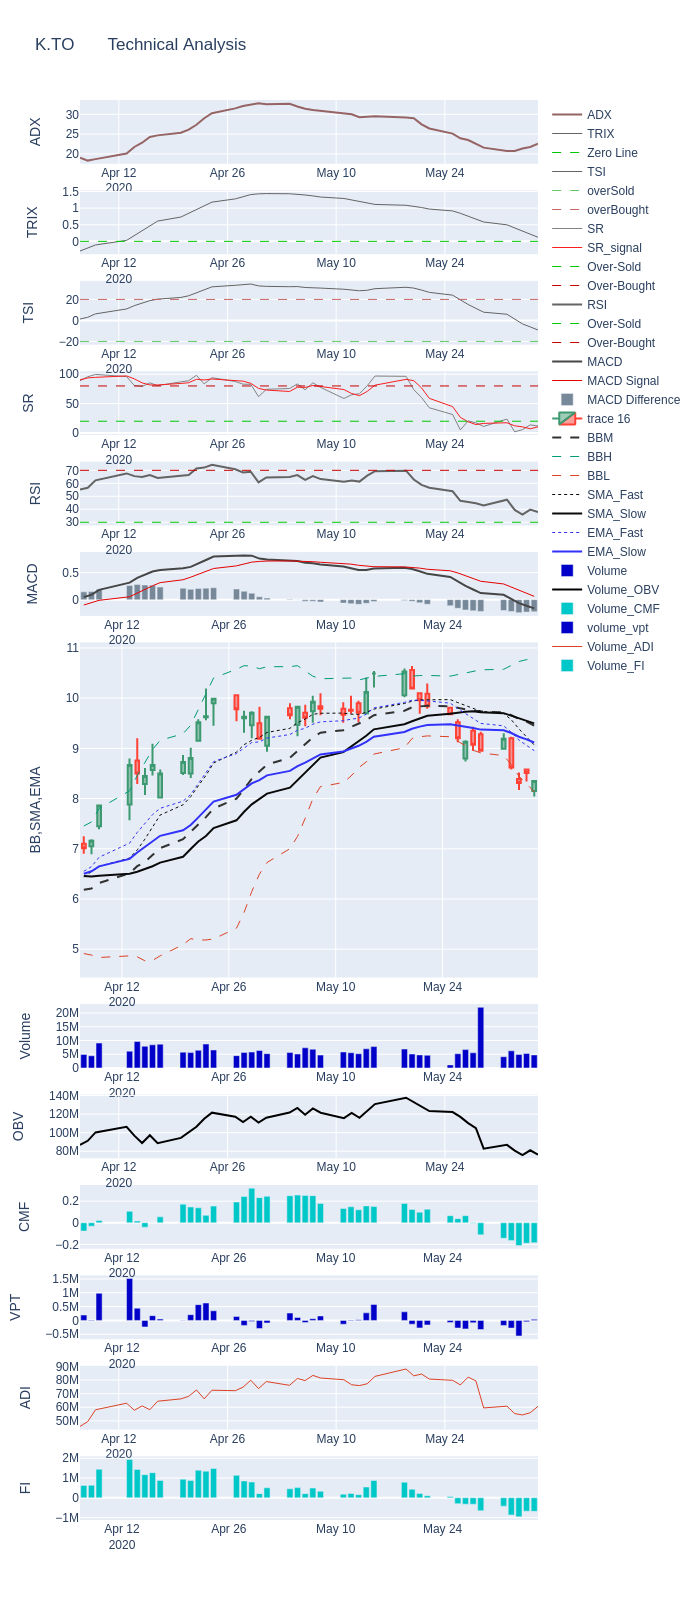 K.TO Technical Analysis
ADX
30
25
20
Apr 12 Apr 26 May 10 May 24
2020
TRIX
1.5
1
0.5
0
Apr 12 Apr 26 May 10 May 24
2020
TSI
20
0
−20
Apr 12 Apr 26 May 10 May 24
2020
SR
100
50
0
Apr 12 Apr 26 May 10 May 24
2020
RSI
70
60
50
40
30
Apr 12 Apr 26 May 10 May 24
2020
MACD
0.5
0
Apr 12 Apr 26 May 10 May 24
2020
BB,SMA,EMA
11
10
9
8
7
6
5
Apr 12 Apr 26 May 10 May 24
2020
Volume
20M
15M
10M
5M
0
Apr 12 Apr 26 May 10 May 24
2020
OBV
140M
120M
100M
80M
Apr 12 Apr 26 May 10 May 24
2020
CMF
0.2
0
−0.2
Apr 12 Apr 26 May 10 May 24
2020
VPT
1.5M
1M
0.5M
0
−0.5M
Apr 12 Apr 26 May 10 May 24
2020
ADI
90M
80M
70M
60M
50M
Apr 12 Apr 26 May 10 May 24
2020
FI
2M
1M
0
−1M
Apr 12 Apr 26 May 10 May 24
2020
ADX
TRIX
Zero Line
TSI
overSold
overBought
SR
SR_signal
Over-Sold
Over-Bought
RSI
Over-Sold
Over-Bought
MACD
MACD Signal
MACD Difference
trace 16
BBM
BBH
BBL
SMA_Fast
SMA_Slow
EMA_Fast
EMA_Slow
Volume
Volume_OBV
Volume_CMF
volume_vpt
Volume_ADI
Volume_FI